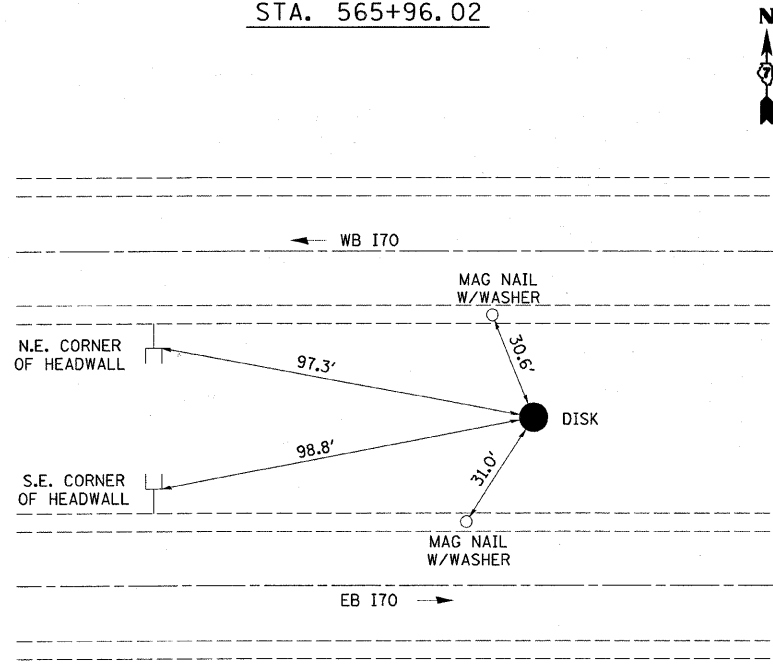 STA. 565+96.02
N
7
WB I70
MAG NAIL
W/WASHER
N.E. CORNER
OF HEADWALL
97.3'
30.6'
DISK
98.8'
31.0'
S.E. CORNER
OF HEADWALL
MAG NAIL
W/WASHER
EB I70